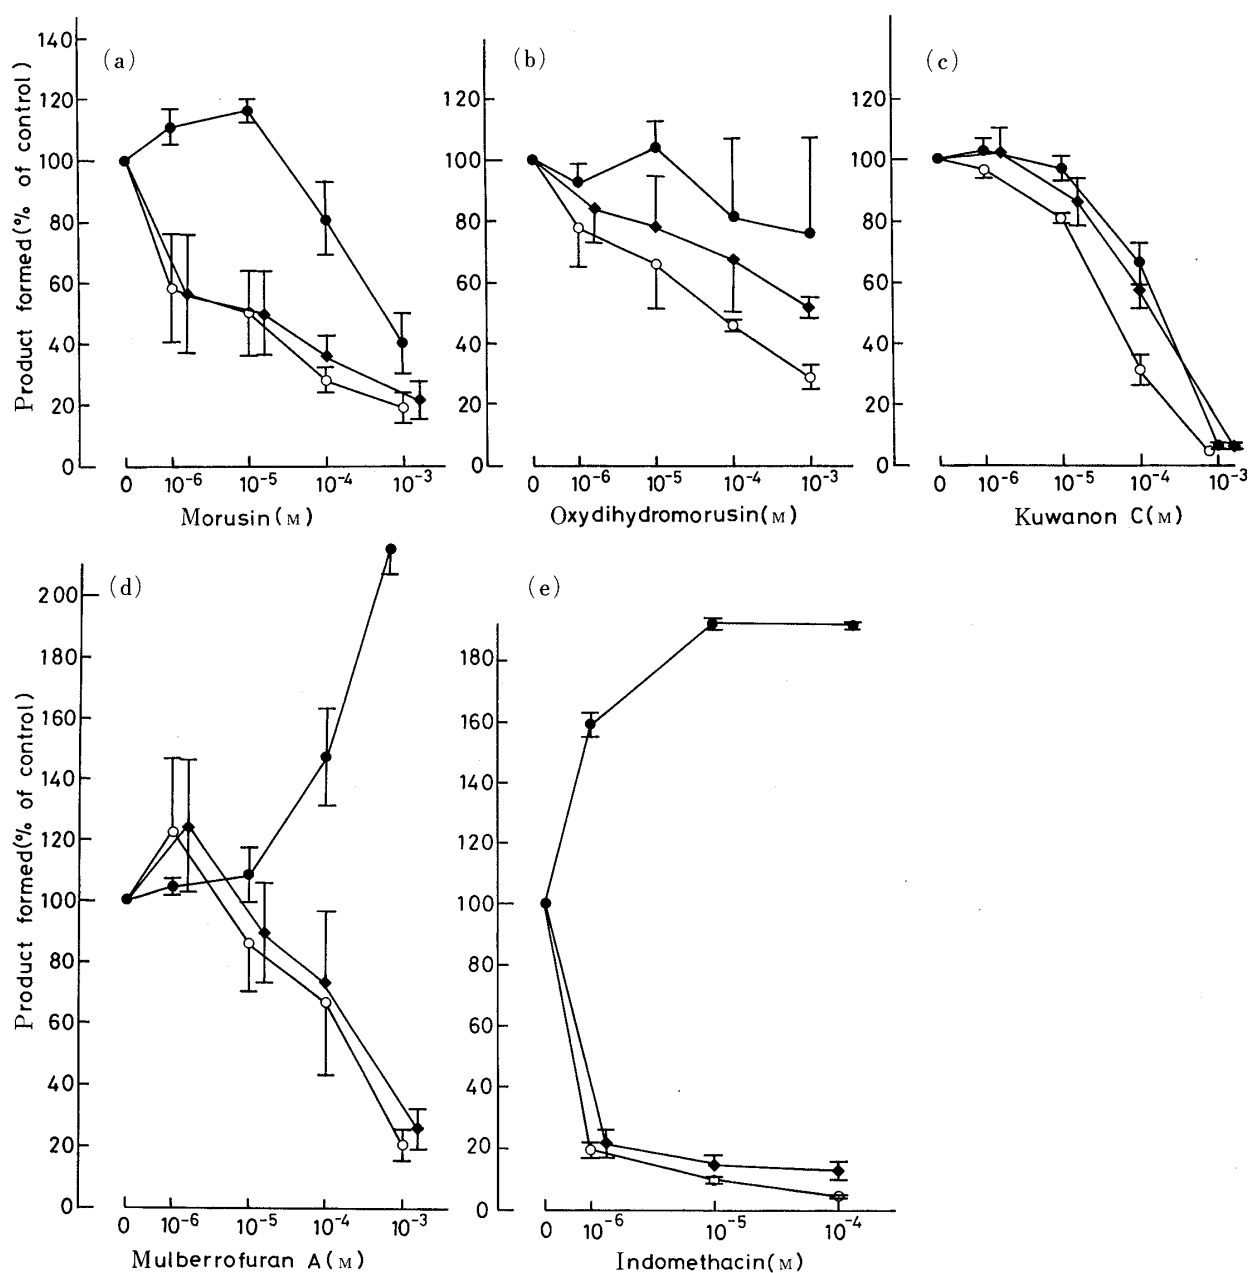 (a)
140
120
100
80
60
40
20
0
Product formed(% of control)
0 10⁻⁶ 10⁻⁵ 10⁻⁴ 10⁻³
Morusin(M)
(b)
120
100
80
60
40
20
0
0 10⁻⁶ 10⁻⁵ 10⁻⁴ 10⁻³
Oxydihydromorusin(M)
(c)
120
100
80
60
40
20
0
0 10⁻⁶ 10⁻⁵ 10⁻⁴ 10⁻³
Kuwanon C(M)
(d)
200
180
160
140
120
100
80
60
40
20
0
Product formed(% of control)
0 10⁻⁶ 10⁻⁵ 10⁻⁴ 10⁻³
Mulberrofuran A(M)
(e)
180
160
140
120
100
80
60
40
20
0
0 10⁻⁶ 10⁻⁵ 10⁻⁴
Indomethacin(M)